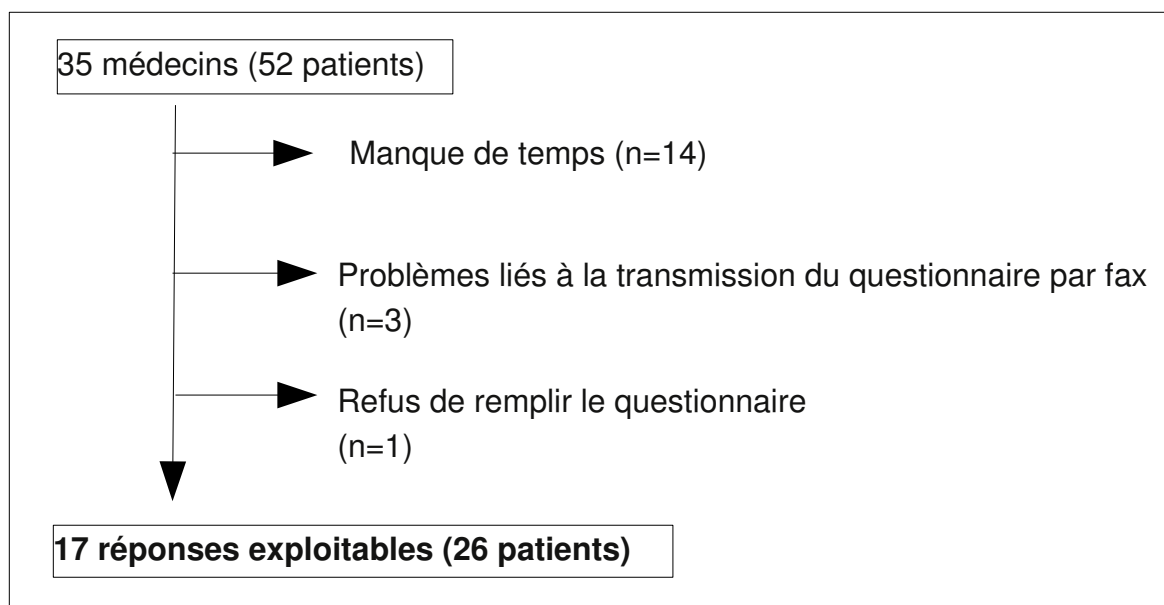 35 médecins (52 patients)
Manque de temps (n=14)
Problèmes liés à la transmission du questionnaire par fax
(n=3)
Refus de remplir le questionnaire
(n=1)
17 réponses exploitables (26 patients)